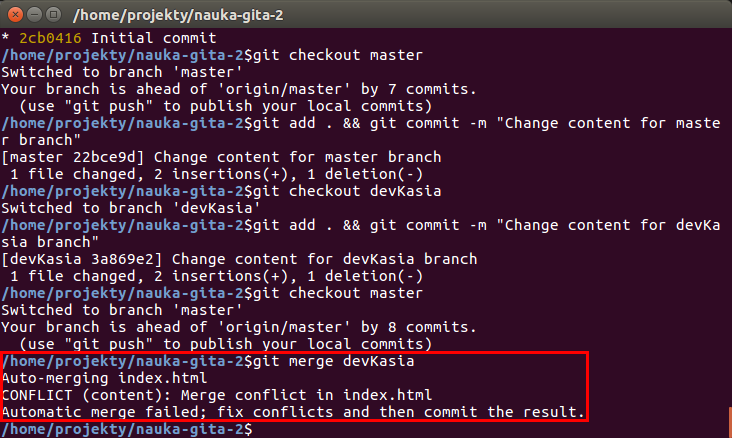 /home/projekty/nauka-gita-2
* 2cb0416 Initial commit
/home/projekty/nauka-gita-2$git checkout master
Switched to branch 'master'
Your branch is ahead of 'origin/master' by 7 commits.
  (use "git push" to publish your local commits)
/home/projekty/nauka-gita-2$git add . && git commit -m "Change content for maste
r branch"
[master 22bce9d] Change content for master branch
 1 file changed, 2 insertions(+), 1 deletion(-)
/home/projekty/nauka-gita-2$git checkout devKasia
Switched to branch 'devKasia'
/home/projekty/nauka-gita-2$git add . && git commit -m "Change content for devKa
sia branch"
[devKasia 3a869e2] Change content for devKasia branch
 1 file changed, 2 insertions(+), 1 deletion(-)
/home/projekty/nauka-gita-2$git checkout master
Switched to branch 'master'
Your branch is ahead of 'origin/master' by 8 commits.
  (use "git push" to publish your local commits)
/home/projekty/nauka-gita-2$git merge devKasia
Auto-merging index.html
CONFLICT (content): Merge conflict in index.html
Automatic merge failed; fix conflicts and then commit the result.
/home/projekty/nauka-gita-2$